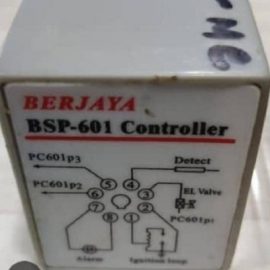 MG
BERJAYA
BSP-601 Controller
PC601p3
Detect
PC601p2
EL Valve
5 4
6 3
7 2
8 1
PC601p1
Alarm
Ignition loop